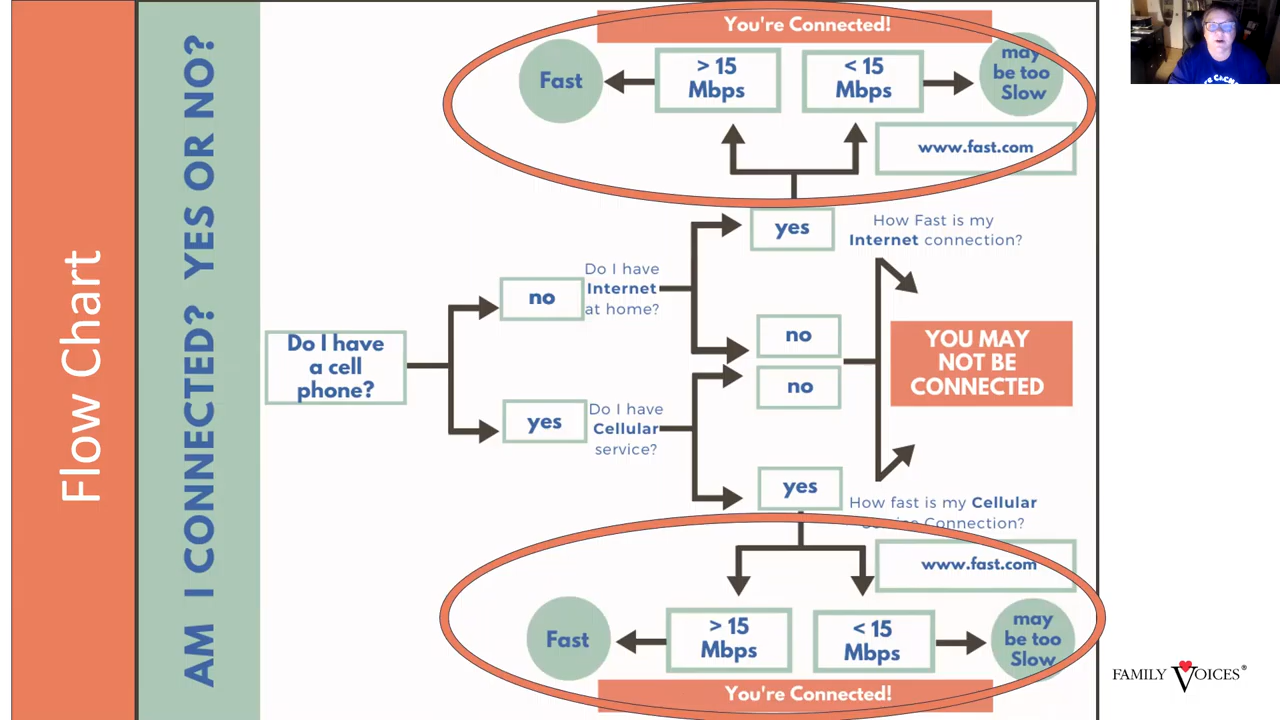 Flow Chart
AM I CONNECTED? YES OR NO?
You're Connected!
Fast
> 15
Mbps
< 15
Mbps
may
be too
Slow
www.fast.com
yes
How Fast is my
Internet connection?
Do I have
Internet
at home?
no
Do I have
a cell
phone?
no
no
YOU MAY
NOT BE
CONNECTED
yes
Do I have
Cellular
service?
yes
How fast is my Cellular
Service Connection?
www.fast.com
Fast
> 15
Mbps
< 15
Mbps
may
be too
Slow
You're Connected!
FAMILY VOICES®